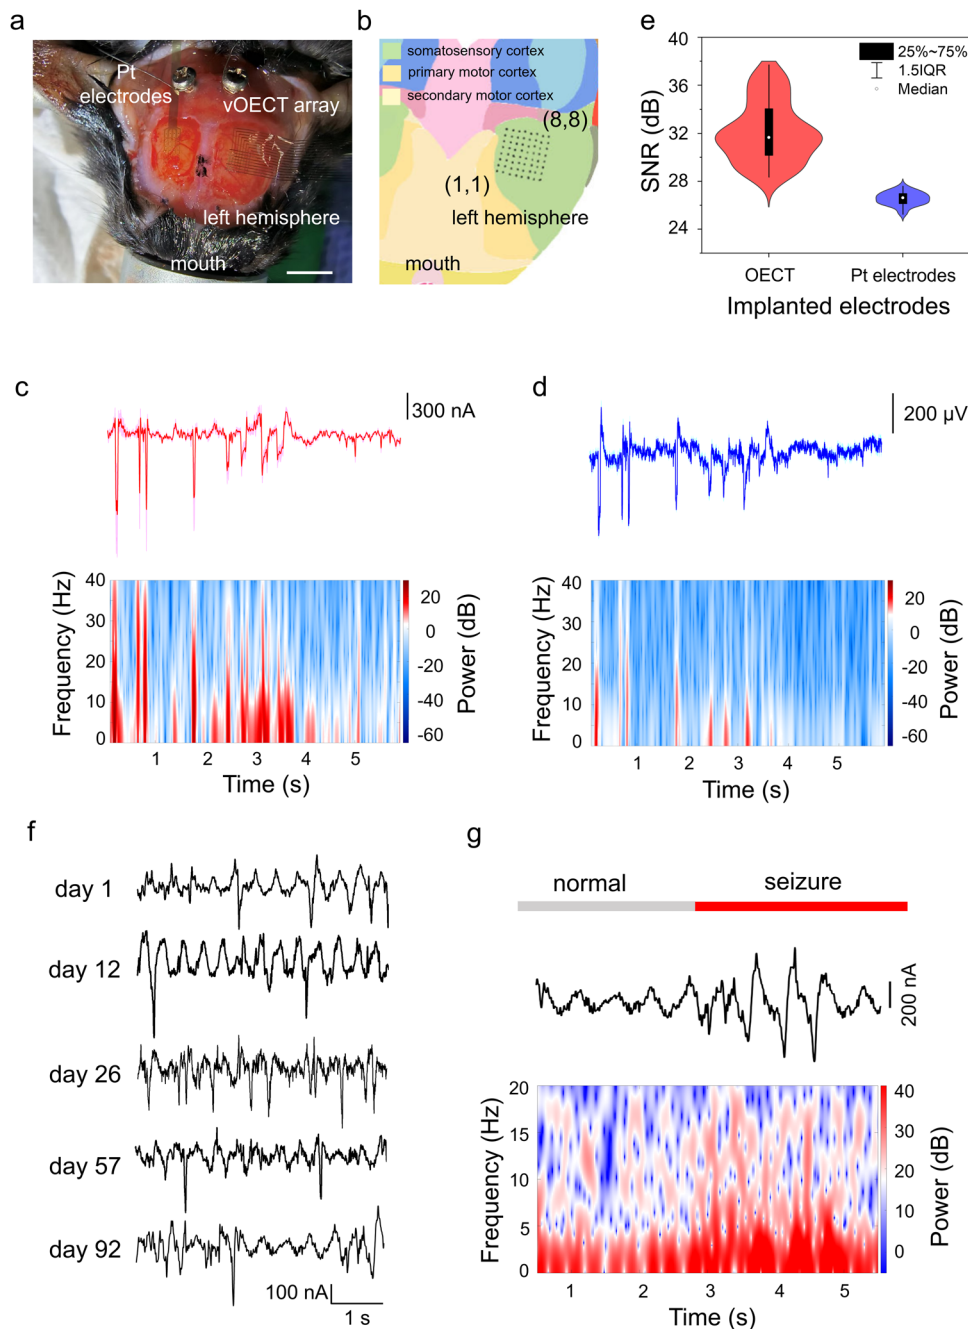 a
Pt
electrodes
vOECT array
left hemisphere
mouth
b
somatosensory cortex
primary motor cortex
secondary motor cortex
(8,8)
(1,1)
left hemisphere
mouth
e
SNR (dB)
40
36
32
28
24
25%~75%
1.5IQR
Median
OECT
Pt electrodes
Implanted electrodes
c
300 nA
Frequency (Hz)
40
30
20
10
0
1 2 3 4 5
Time (s)
20
0
-20
-40
-60
Power (dB)
d
200 μV
Frequency (Hz)
40
30
20
10
0
1 2 3 4 5
Time (s)
20
0
-20
-40
-60
Power (dB)
f
day 1
day 12
day 26
day 57
day 92
100 nA
1 s
g
normal
seizure
200 nA
Frequency (Hz)
20
15
10
5
0
1 2 3 4 5
Time (s)
40
30
20
10
0
Power (dB)